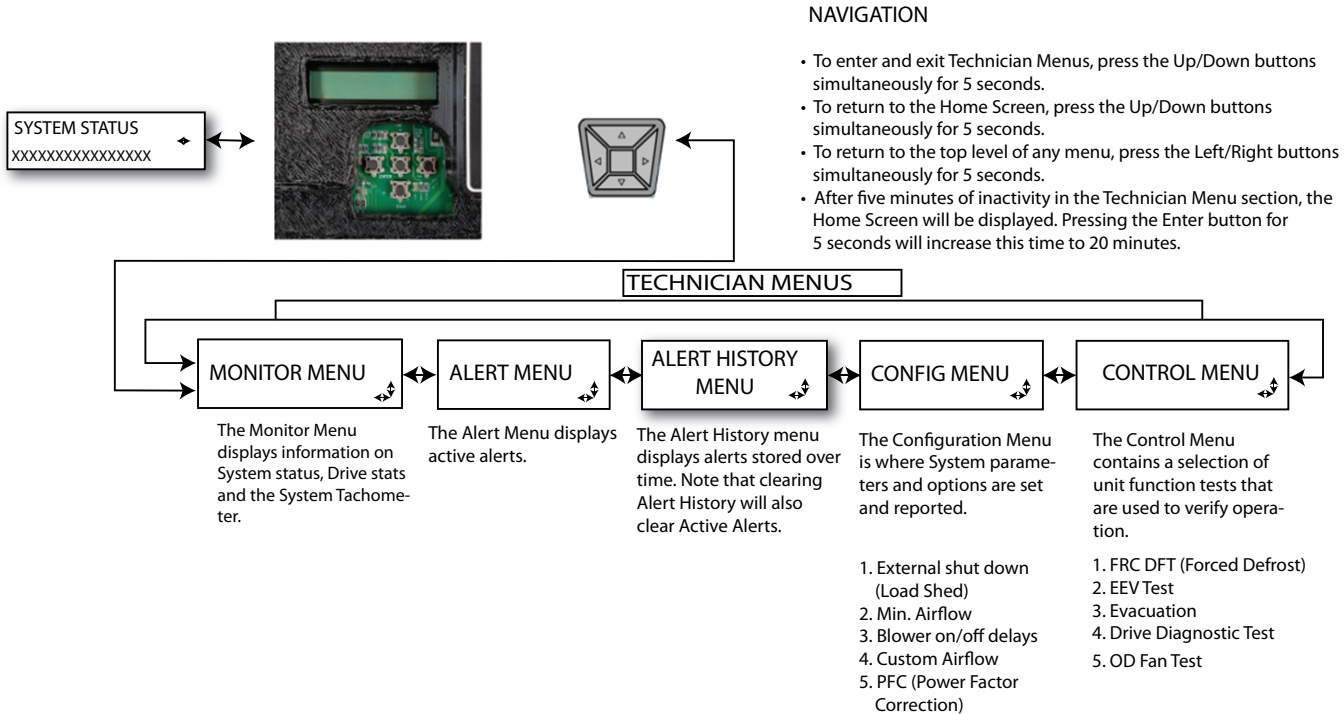 NAVIGATION
• To enter and exit Technician Menus, press the Up/Down buttons
simultaneously for 5 seconds.
• To return to the Home Screen, press the Up/Down buttons
simultaneously for 5 seconds.
• To return to the top level of any menu, press the Left/Right buttons
simultaneously for 5 seconds.
• After five minutes of inactivity in the Technician Menu section, the
Home Screen will be displayed. Pressing the Enter button for
5 seconds will increase this time to 20 minutes.
SYSTEM STATUS
XXXXXXXXXXXXXXXX
TECHNICIAN MENUS
MONITOR MENU
The Monitor Menu
displays information on
System status, Drive stats
and the System Tachome-
ter.
ALERT MENU
The Alert Menu displays
active alerts.
ALERT HISTORY
MENU
The Alert History menu
displays alerts stored over
time. Note that clearing
Alert History will also
clear Active Alerts.
CONFIG MENU
The Configuration Menu
is where System parame-
ters and options are set
and reported.
1. External shut down
(Load Shed)
2. Min. Airflow
3. Blower on/off delays
4. Custom Airflow
5. PFC (Power Factor
Correction)
CONTROL MENU
The Control Menu
contains a selection of
unit function tests that
are used to verify opera-
tion.
1. FRC DFT (Forced Defrost)
2. EEV Test
3. Evacuation
4. Drive Diagnostic Test
5. OD Fan Test